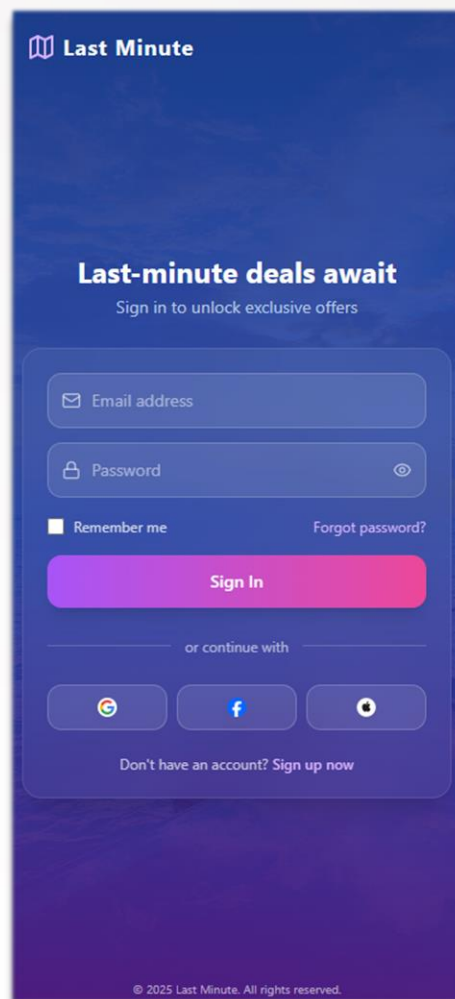 Last Minute
Last-minute deals await
Sign in to unlock exclusive offers
Email address
Password
Remember me Forgot password?
Sign In
or continue with
Don't have an account? Sign up now
© 2025 Last Minute. All rights reserved.